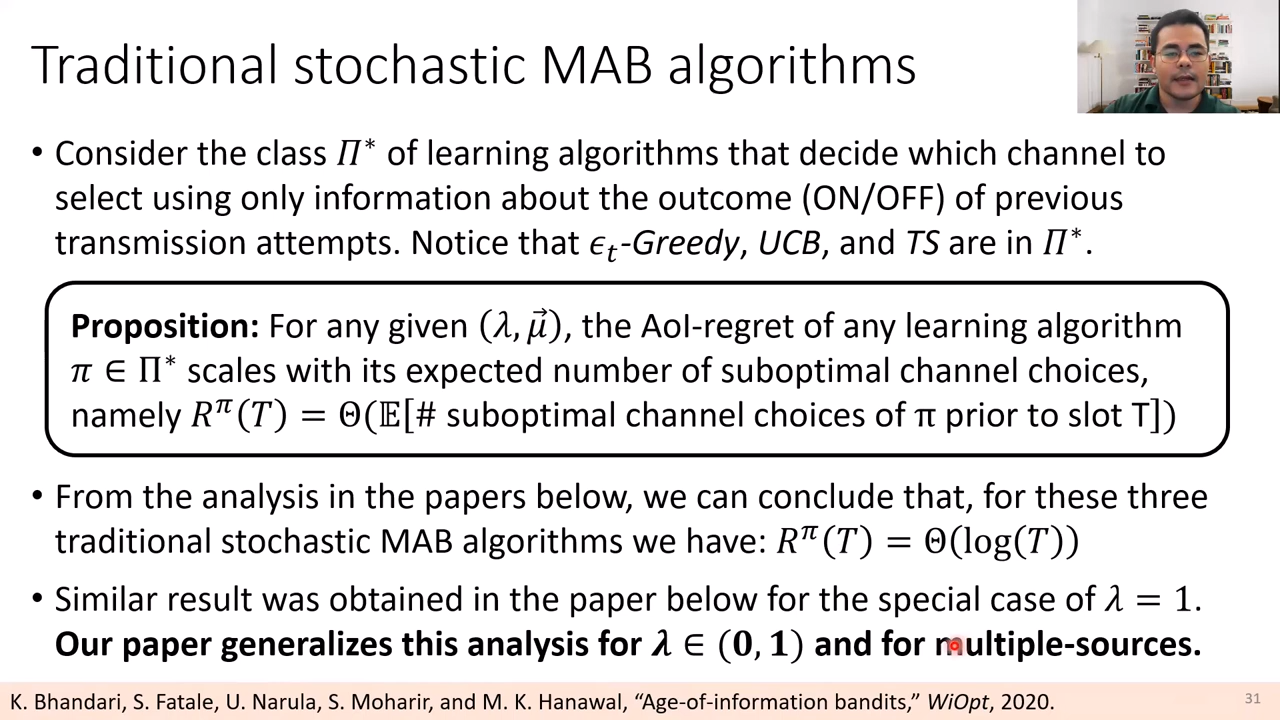 Traditional stochastic MAB algorithms
• Consider the class Π* of learning algorithms that decide which channel to
select using only information about the outcome (ON/OFF) of previous
transmission attempts. Notice that ϵₜ-Greedy, UCB, and TS are in Π*.
Proposition: For any given (λ, μ⃗), the AoI-regret of any learning algorithm
π ∈ Π* scales with its expected number of suboptimal channel choices,
namely R^π(T) = Θ(𝔼[# suboptimal channel choices of π prior to slot T])
• From the analysis in the papers below, we can conclude that, for these three
traditional stochastic MAB algorithms we have: R^π(T) = Θ(log(T))
• Similar result was obtained in the paper below for the special case of λ = 1.
Our paper generalizes this analysis for λ ∈ (0, 1) and for multiple-sources.
K. Bhandari, S. Fatale, U. Narula, S. Moharir, and M. K. Hanawal, “Age-of-information bandits,” WiOpt, 2020.
31